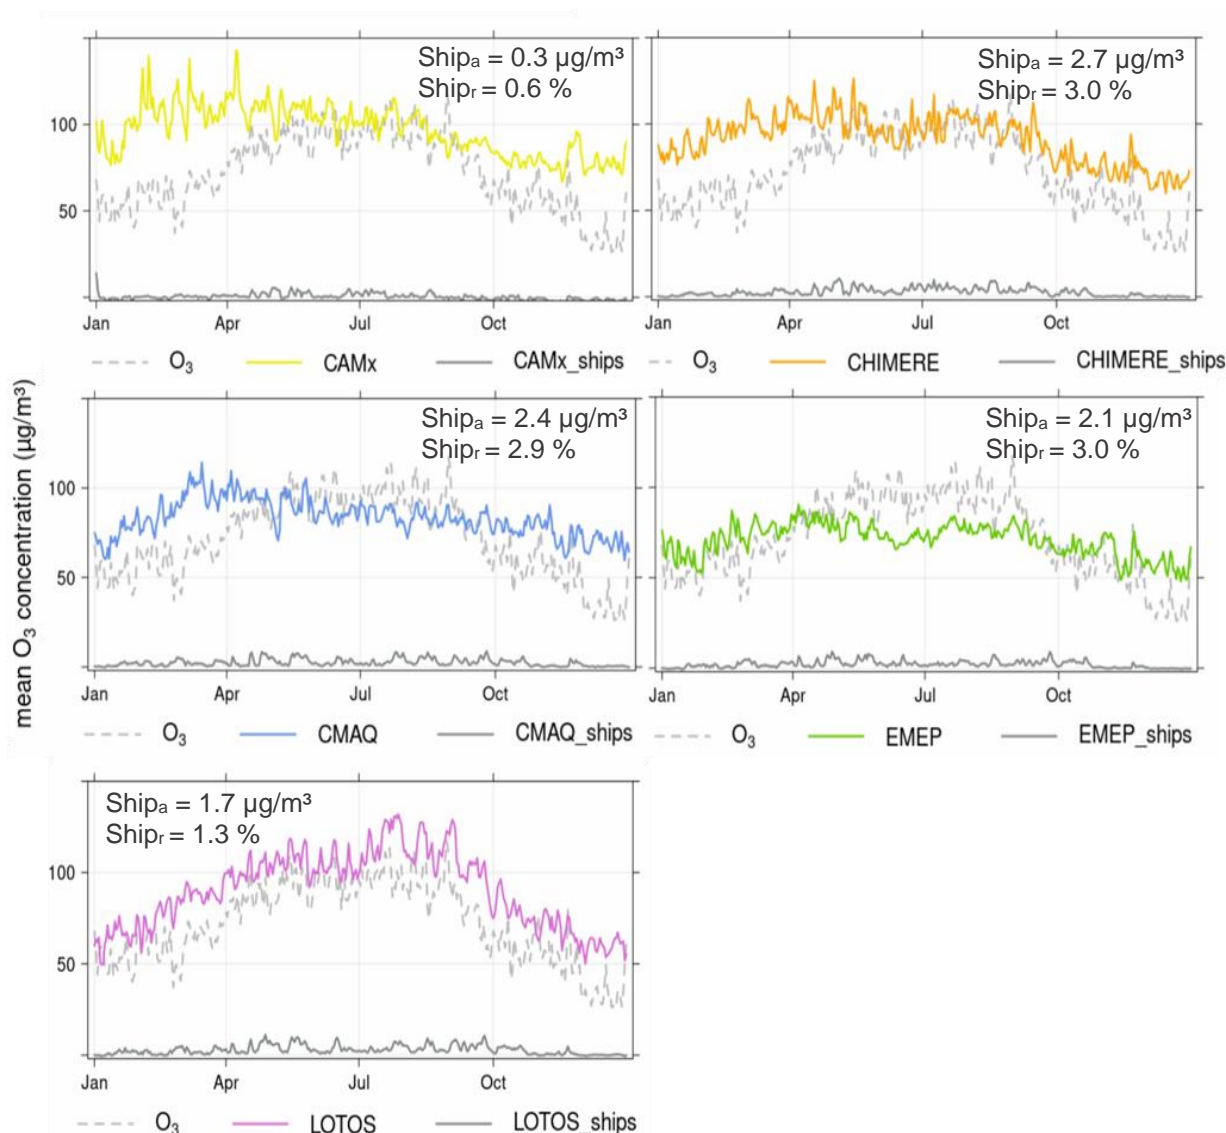 Shipₐ = 0.3 µg/m³
Shipᵣ = 0.6 %
100
50
Jan Apr Jul Oct
O₃ CAMx CAMx_ships
Shipₐ = 2.7 µg/m³
Shipᵣ = 3.0 %
Jan Apr Jul Oct
O₃ CHIMERE CHIMERE_ships
mean O₃ concentration (µg/m³)
Shipₐ = 2.4 µg/m³
Shipᵣ = 2.9 %
100
50
Jan Apr Jul Oct
O₃ CMAQ CMAQ_ships
Shipₐ = 2.1 µg/m³
Shipᵣ = 3.0 %
Jan Apr Jul Oct
O₃ EMEP EMEP_ships
Shipₐ = 1.7 µg/m³
Shipᵣ = 1.3 %
100
50
Jan Apr Jul Oct
O₃ LOTOS LOTOS_ships